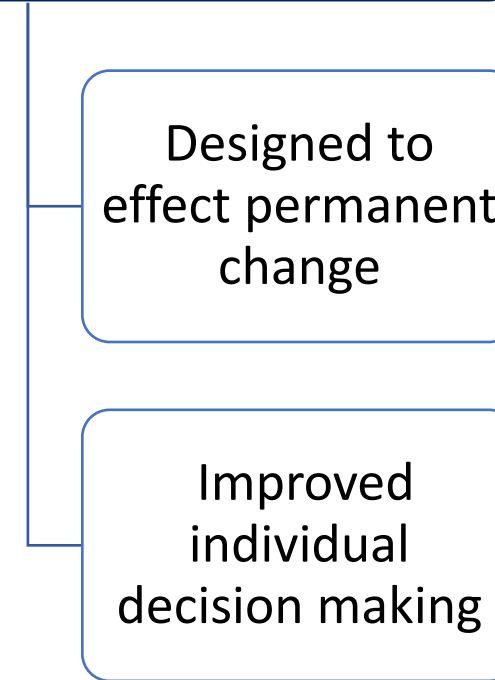 Designed to
effect permanent
change
Improved
individual
decision making